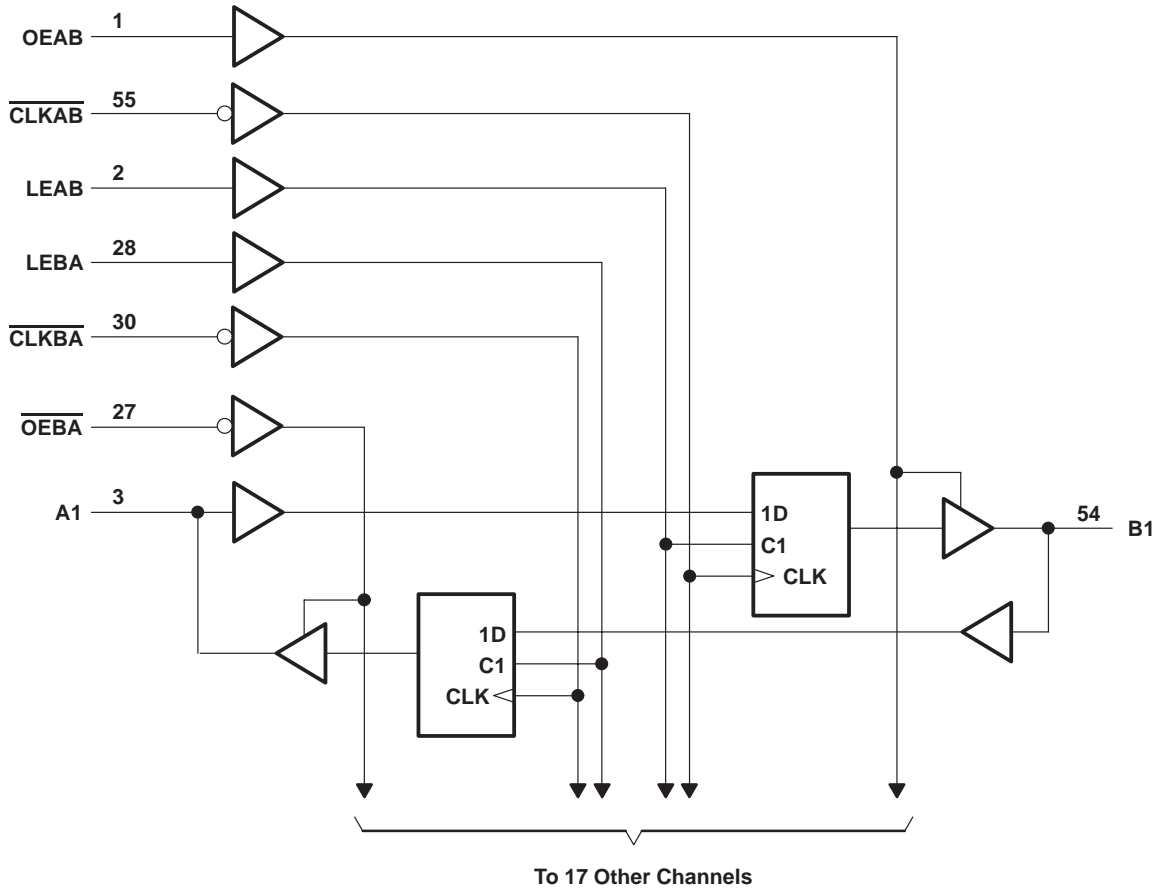 OEAB 1
CLKAB 55
LEAB 2
LEBA 28
CLKBA 30
OEBA 27
A1 3
1D
C1
CLK
54 B1
1D
C1
CLK
To 17 Other Channels